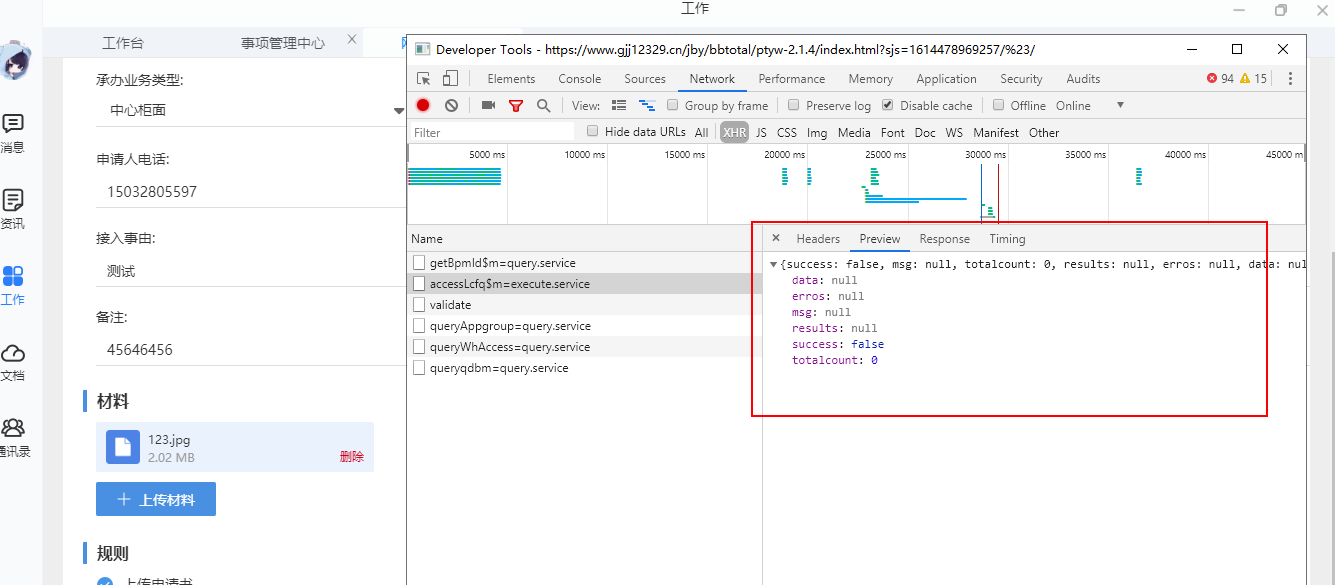 工作
工作台
事项管理中心
消息
资讯
工作
文档
通讯录
承办业务类型:
中心柜面
申请人电话:
15032805597
接入事由:
测试
备注:
45646456
材料
123.jpg
2.02 MB
删除
上传材料
规则
上传申请书
Developer Tools - https://www.gjj12329.cn/jby/bbtotal/ptyw-2.1.4/index.html?sjs=1614478969257/%23/
Elements Console Sources Network Performance Memory Application Security Audits 94 15
View: Group by frame Preserve log Disable cache Offline Online
Filter Hide data URLs All XHR JS CSS Img Media Font Doc WS Manifest Other
5000 ms 10000 ms 15000 ms 20000 ms 25000 ms 30000 ms 35000 ms 40000 ms 45000 m
Name
getBpmId$m=query.service
accessLcfq$m=execute.service
validate
queryAppgroup=query.service
queryWhAccess=query.service
queryqdbm=query.service
Headers Preview Response Timing
{success: false, msg: null, totalcount: 0, results: null, erros: null, data: nul
data: null
erros: null
msg: null
results: null
success: false
totalcount: 0